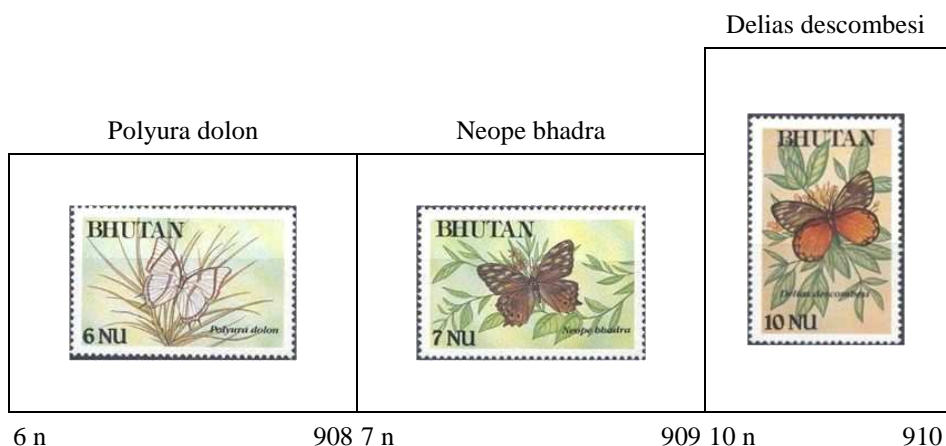 Delias descombesi
Polyura dolon
Neope bhadra
BHUTAN
Polyura dolon
6 NU
BHUTAN
Neope bhadra
7 NU
BHUTAN
Delias descombesi
10 NU
6 n 908 7 n 909 10 n 910